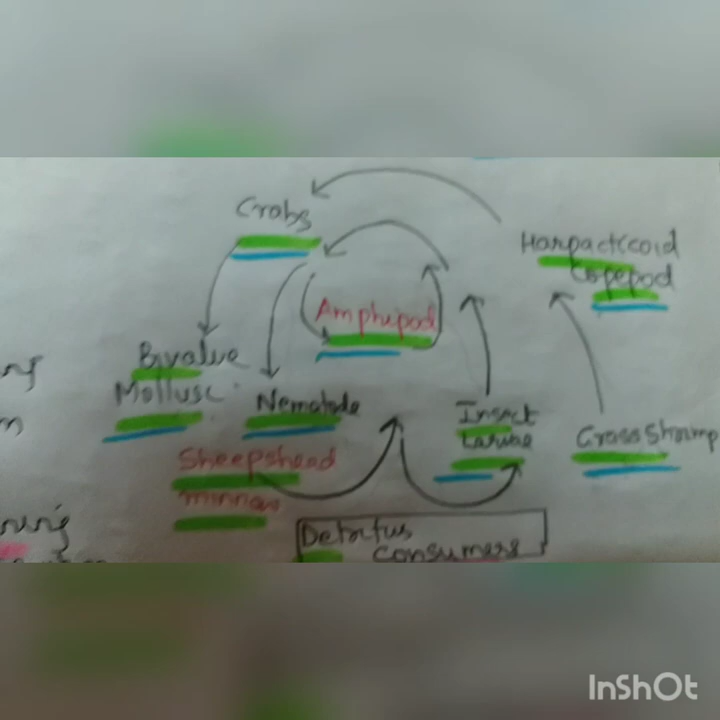 Crabs
Harpacticoid
Copepod
Amphipod
Bivalve
Mollusc
Nematode
Insect
Larvae
Grass Shrimp
Sheepshead
minnow
Detritus
consumers
InShOt